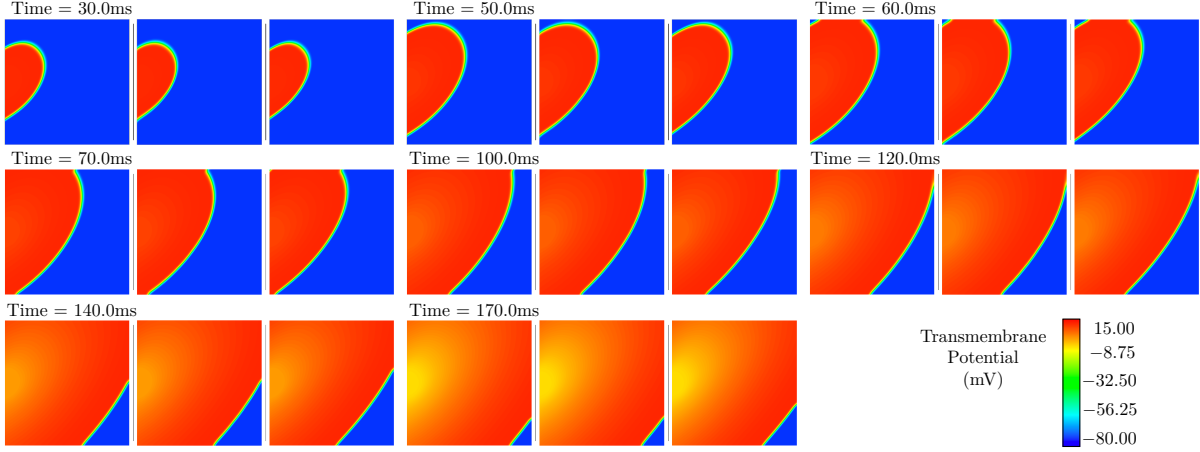 Time = 30.0ms
Time = 50.0ms
Time = 60.0ms
Time = 70.0ms
Time = 100.0ms
Time = 120.0ms
Time = 140.0ms
Time = 170.0ms
Transmembrane
Potential
(mV)
15.00
−8.75
−32.50
−56.25
−80.00